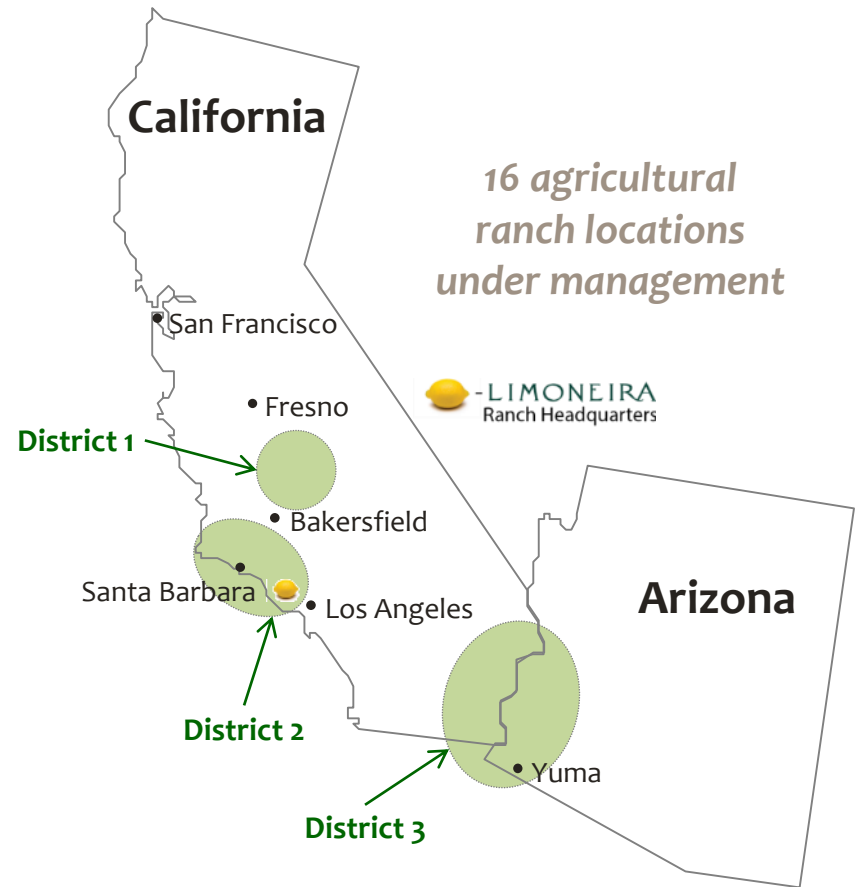 California
16 agricultural
ranch locations
under management
San Francisco
-LIMONEIRA
Ranch Headquarters
Fresno
District 1
Bakersfield
Santa Barbara
Los Angeles
Arizona
District 2
Yuma
District 3